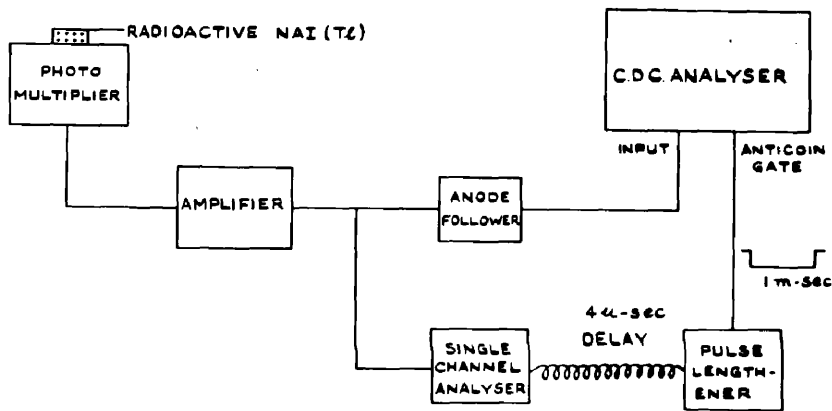 RADIOACTIVE NAI (Tl)
PHOTO
MULTIPLIER
C.D.C. ANALYSER
INPUT
ANTICOIN
GATE
AMPLIFIER
ANODE
FOLLOWER
1 m-sec
4 u-sec
DELAY
SINGLE
CHANNEL
ANALYSER
PULSE
LENGTH-
ENER